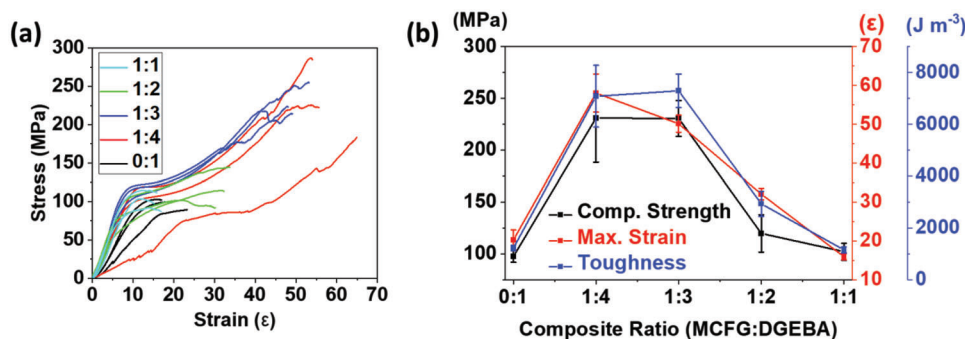 (a)
300
250
200
150
100
50
0
Stress (MPa)
1:1
1:2
1:3
1:4
0:1
0 10 20 30 40 50 60 70
Strain (ε)
(b)
(MPa)
300
250
200
150
100
Comp. Strength
Max. Strain
Toughness
0:1 1:4 1:3 1:2 1:1
Composite Ratio (MCFG:DGEBA)
(ε)
70
60
50
40
30
20
10
(J m⁻³)
8000
6000
4000
2000
0